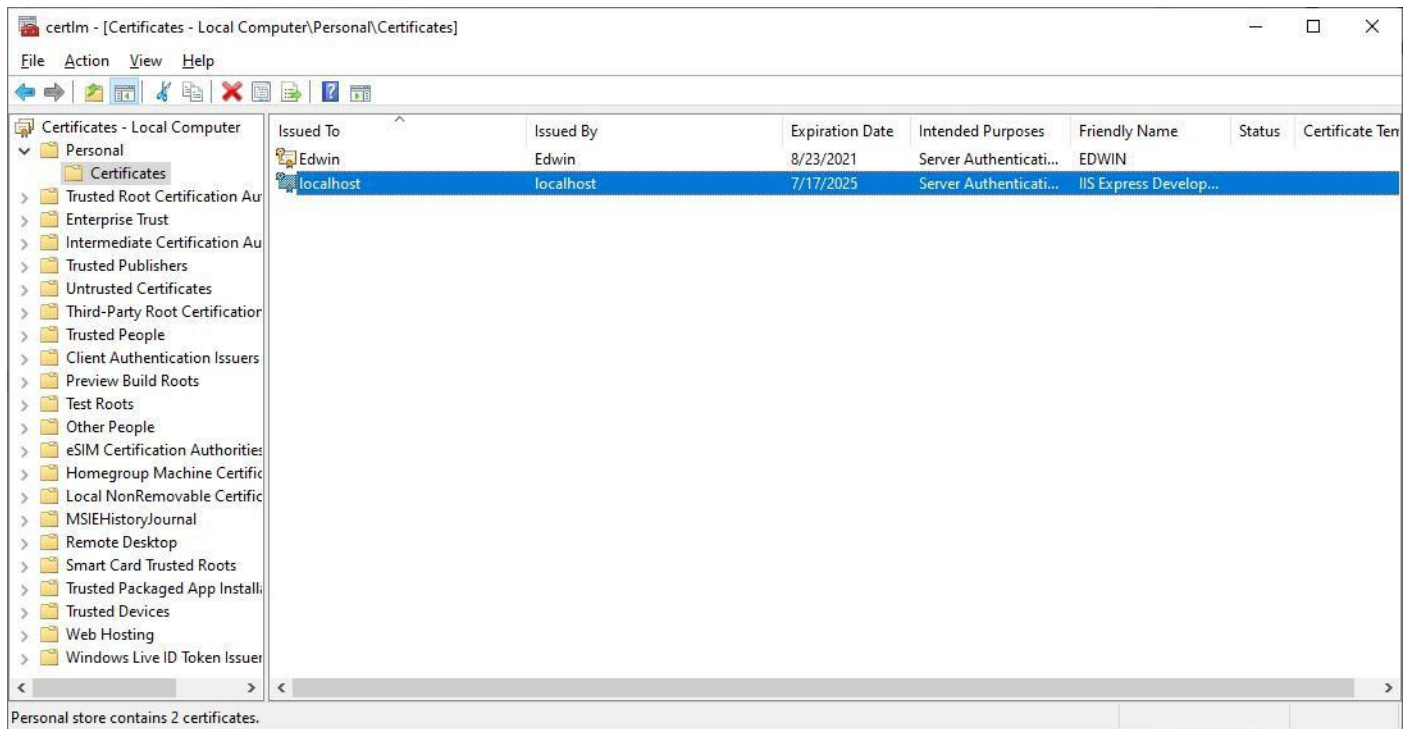 certlm - [Certificates - Local Computer\Personal\Certificates]
File Action View Help
Certificates - Local Computer
Personal
Certificates
Trusted Root Certification Au
Enterprise Trust
Intermediate Certification Au
Trusted Publishers
Untrusted Certificates
Third-Party Root Certification
Trusted People
Client Authentication Issuers
Preview Build Roots
Test Roots
Other People
eSIM Certification Authorities
Homegroup Machine Certific
Local NonRemovable Certific
MSIEHistoryJournal
Remote Desktop
Smart Card Trusted Roots
Trusted Packaged App Installa
Trusted Devices
Web Hosting
Windows Live ID Token Issuer
Issued To Issued By Expiration Date Intended Purposes Friendly Name Status Certificate Tem
Edwin Edwin 8/23/2021 Server Authenticati... EDWIN
localhost localhost 7/17/2025 Server Authenticati... IIS Express Develop...
Personal store contains 2 certificates.